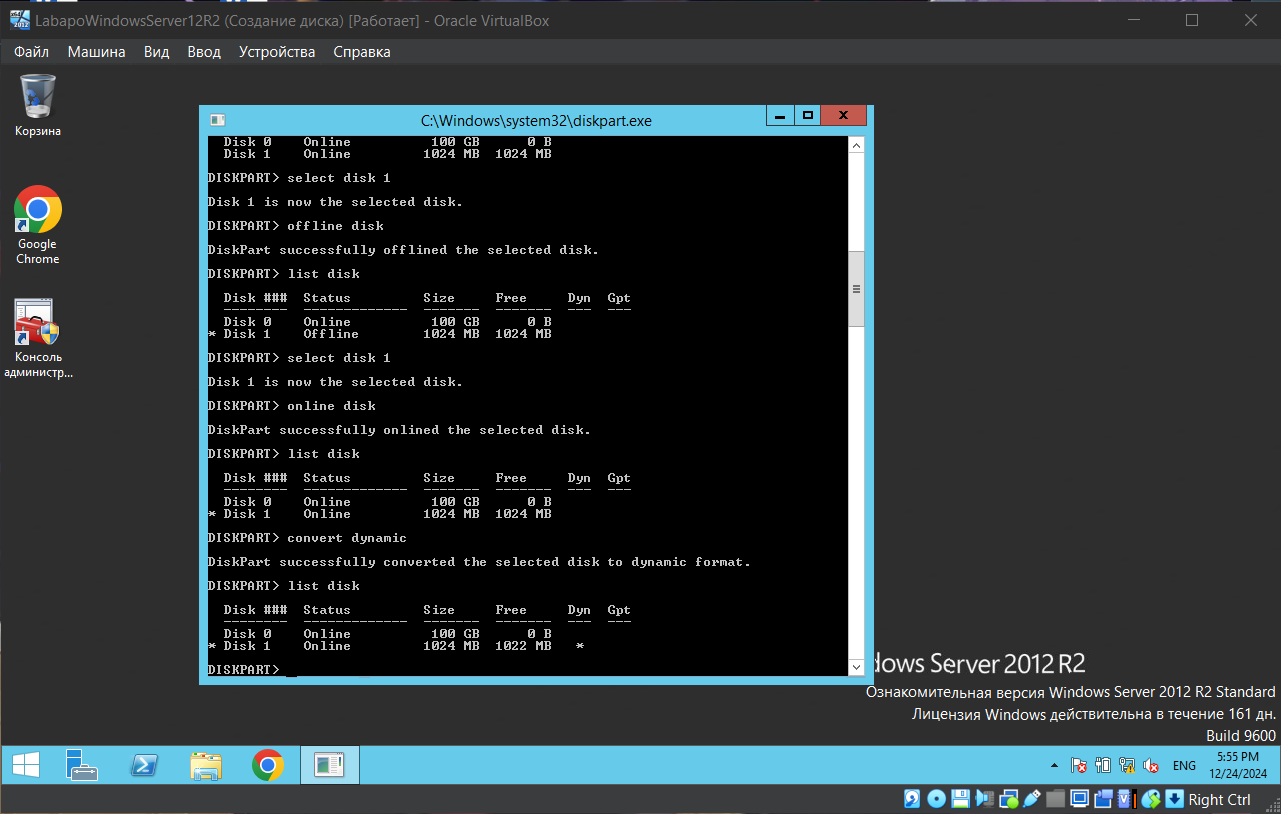 LabapoWindowsServer12R2 (Создание диска) [Работает] - Oracle VirtualBox
Файл Машина Вид Ввод Устройства Справка
Корзина
Google
Chrome
Консоль
администр...
C:\Windows\system32\diskpart.exe
Disk 0 Online 100 GB 0 B
Disk 1 Online 1024 MB 1024 MB
DISKPART> select disk 1
Disk 1 is now the selected disk.
DISKPART> offline disk
DiskPart successfully offlined the selected disk.
DISKPART> list disk
Disk ### Status Size Free Dyn Gpt
-------- ------------- ------- ------- --- ---
Disk 0 Online 100 GB 0 B
* Disk 1 Offline 1024 MB 1024 MB
DISKPART> select disk 1
Disk 1 is now the selected disk.
DISKPART> online disk
DiskPart successfully onlined the selected disk.
DISKPART> list disk
Disk ### Status Size Free Dyn Gpt
-------- ------------- ------- ------- --- ---
Disk 0 Online 100 GB 0 B
* Disk 1 Online 1024 MB 1024 MB
DISKPART> convert dynamic
DiskPart successfully converted the selected disk to dynamic format.
DISKPART> list disk
Disk ### Status Size Free Dyn Gpt
-------- ------------- ------- ------- --- ---
Disk 0 Online 100 GB 0 B
* Disk 1 Online 1024 MB 1022 MB *
DISKPART> _
dows Server 2012 R2
Ознакомительная версия Windows Server 2012 R2 Standard
Лицензия Windows действительна в течение 161 дн.
Build 9600
ENG
5:55 PM
12/24/2024
Right Ctrl